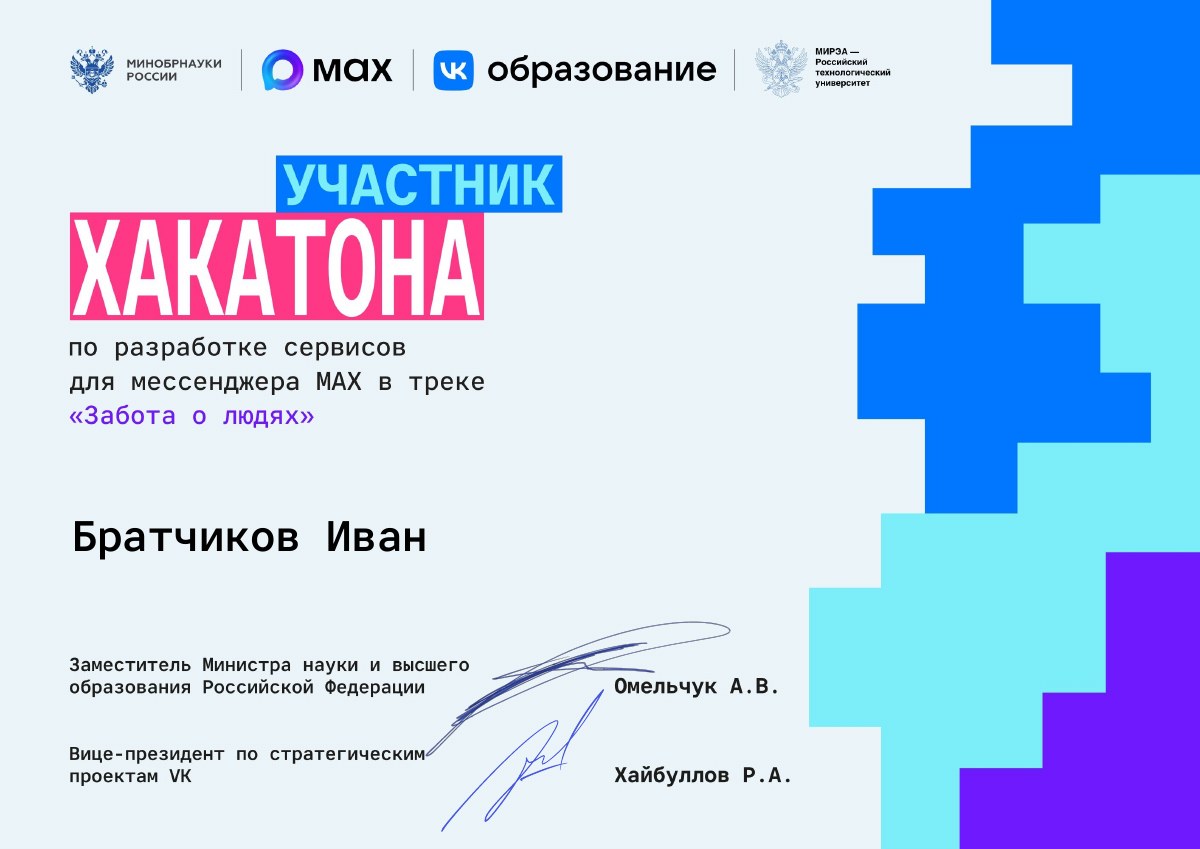 МИНОБРНАУКИ
РОССИИ
max
VK образование
МИРЭА —
Российский
технологический
университет
УЧАСТНИК
ХАКАТОНА
по разработке сервисов
для мессенджера MAX в треке
«Забота о людях»
Братчиков Иван
Заместитель Министра науки и высшего
образования Российской Федерации
Омельчук А.В.
Вице-президент по стратегическим
проектам VK
Хайбуллов Р.А.